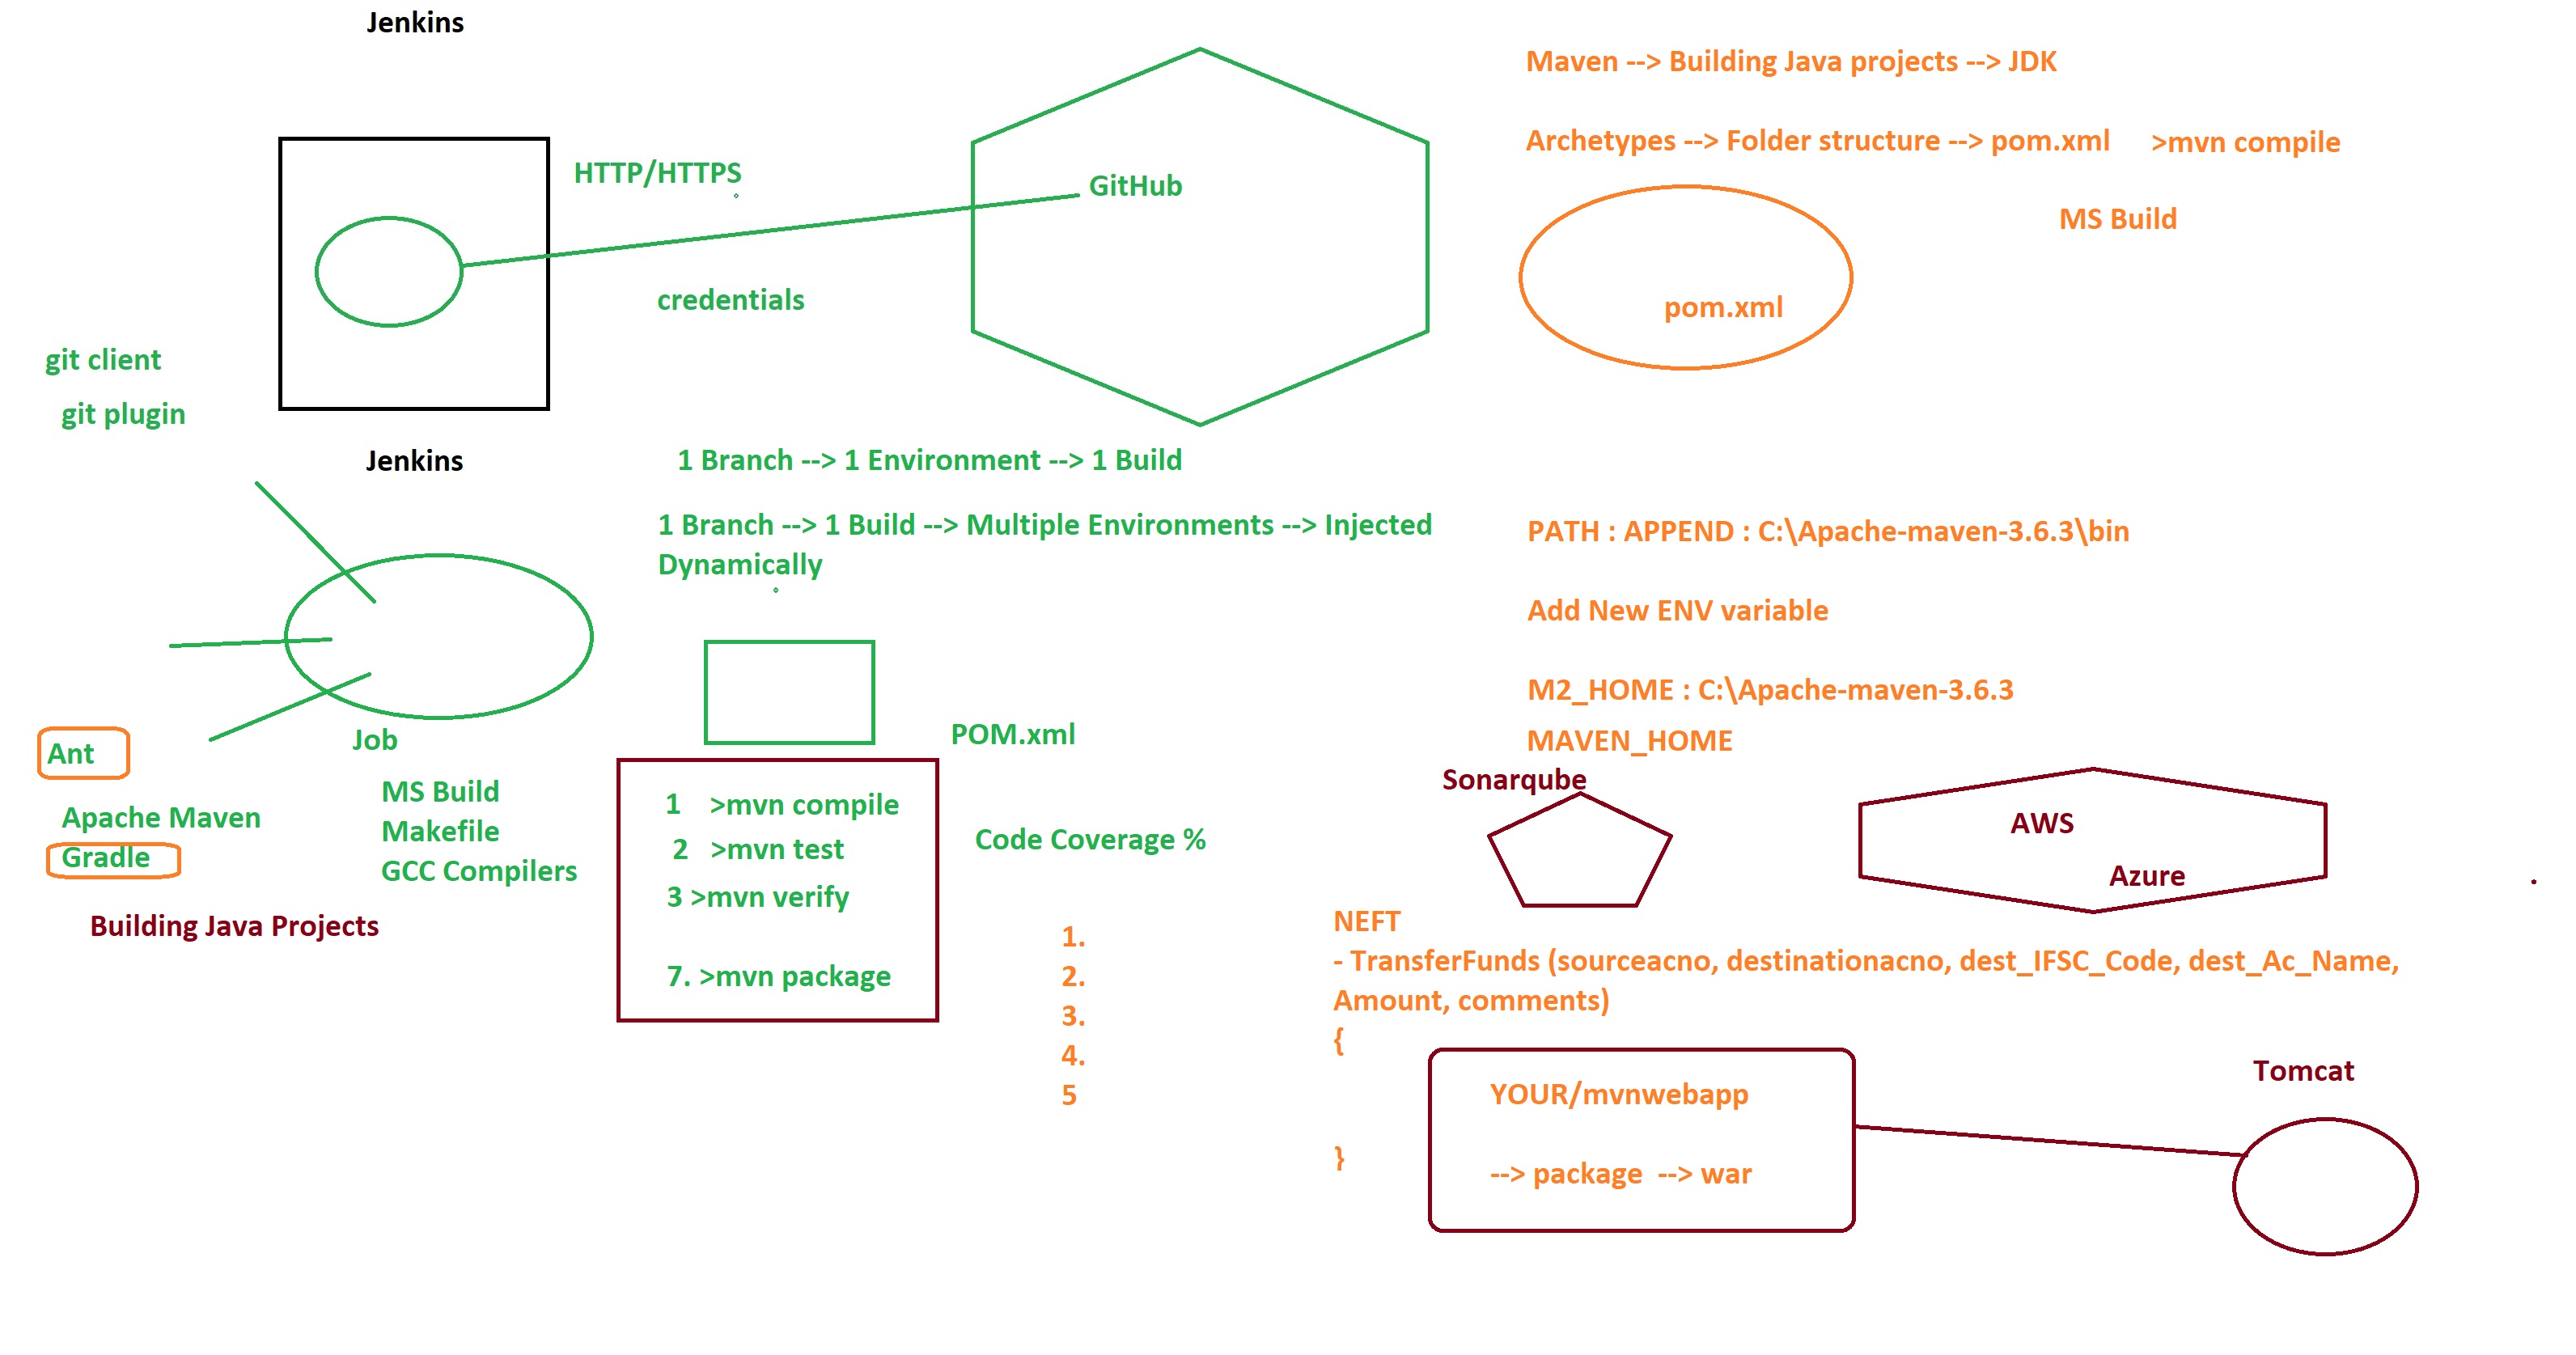 Jenkins
HTTP/HTTPS
credentials
GitHub
git client
git plugin
Jenkins
1 Branch --> 1 Environment --> 1 Build
1 Branch --> 1 Build --> Multiple Environments --> Injected
Dynamically
Job
Ant
Apache Maven
Gradle
MS Build
Makefile
GCC Compilers
Building Java Projects
POM.xml
1 >mvn compile
2 >mvn test
3 >mvn verify
7. >mvn package
Code Coverage %
1.
2.
3.
4.
5
Maven --> Building Java projects --> JDK
Archetypes --> Folder structure --> pom.xml >mvn compile
MS Build
pom.xml
PATH : APPEND : C:\Apache-maven-3.6.3\bin
Add New ENV variable
M2_HOME : C:\Apache-maven-3.6.3
MAVEN_HOME
Sonarqube
AWS
Azure
NEFT
- TransferFunds (sourceacno, destinationacno, dest_IFSC_Code, dest_Ac_Name,
Amount, comments)
{
YOUR/mvnwebapp
--> package --> war
}
Tomcat